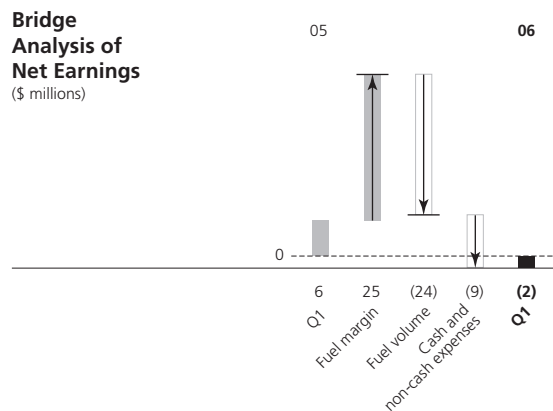 Bridge
Analysis of
Net Earnings
($ millions)
05 06
0
6 25 (24) (9) (2)
Q1
Fuel margin
Fuel volume
Cash and
non-cash expenses
Q1